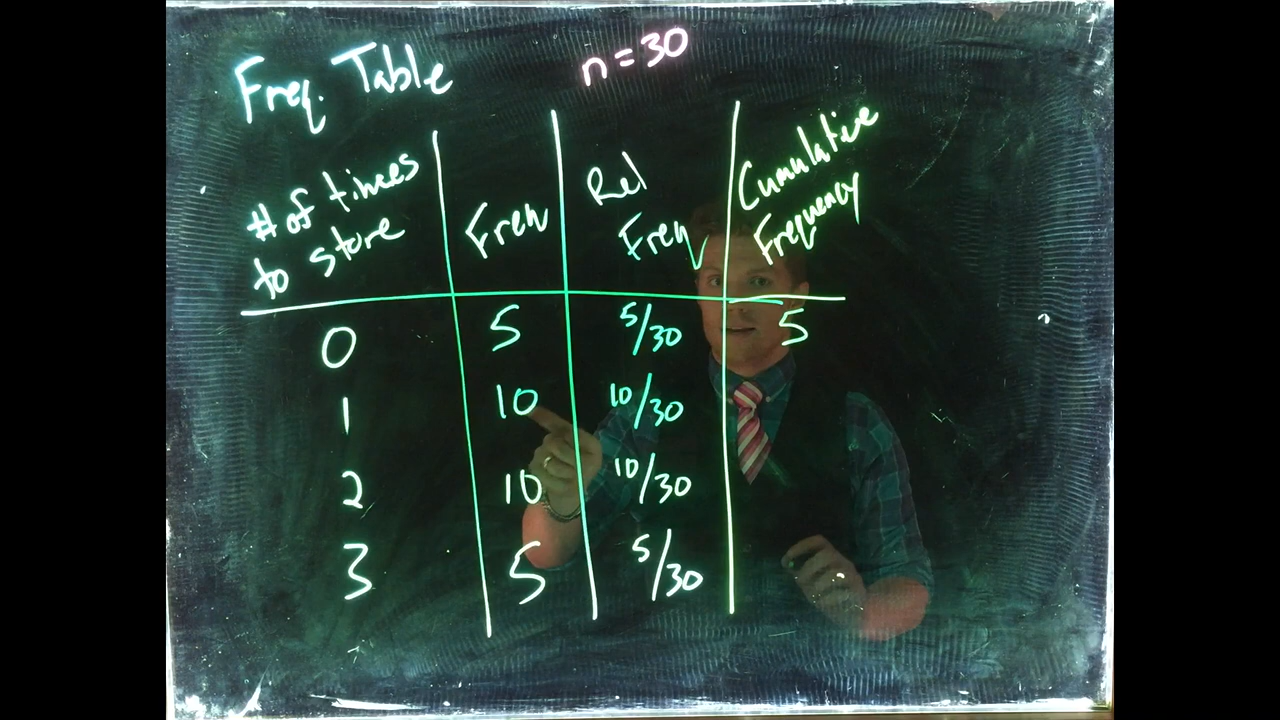 Freq. Table
n = 30
# of times
to store
Freq
Rel
Freq
Cumulative
Frequency
0 5 5/30 5
1 10 10/30
2 10 10/30
3 5 5/30